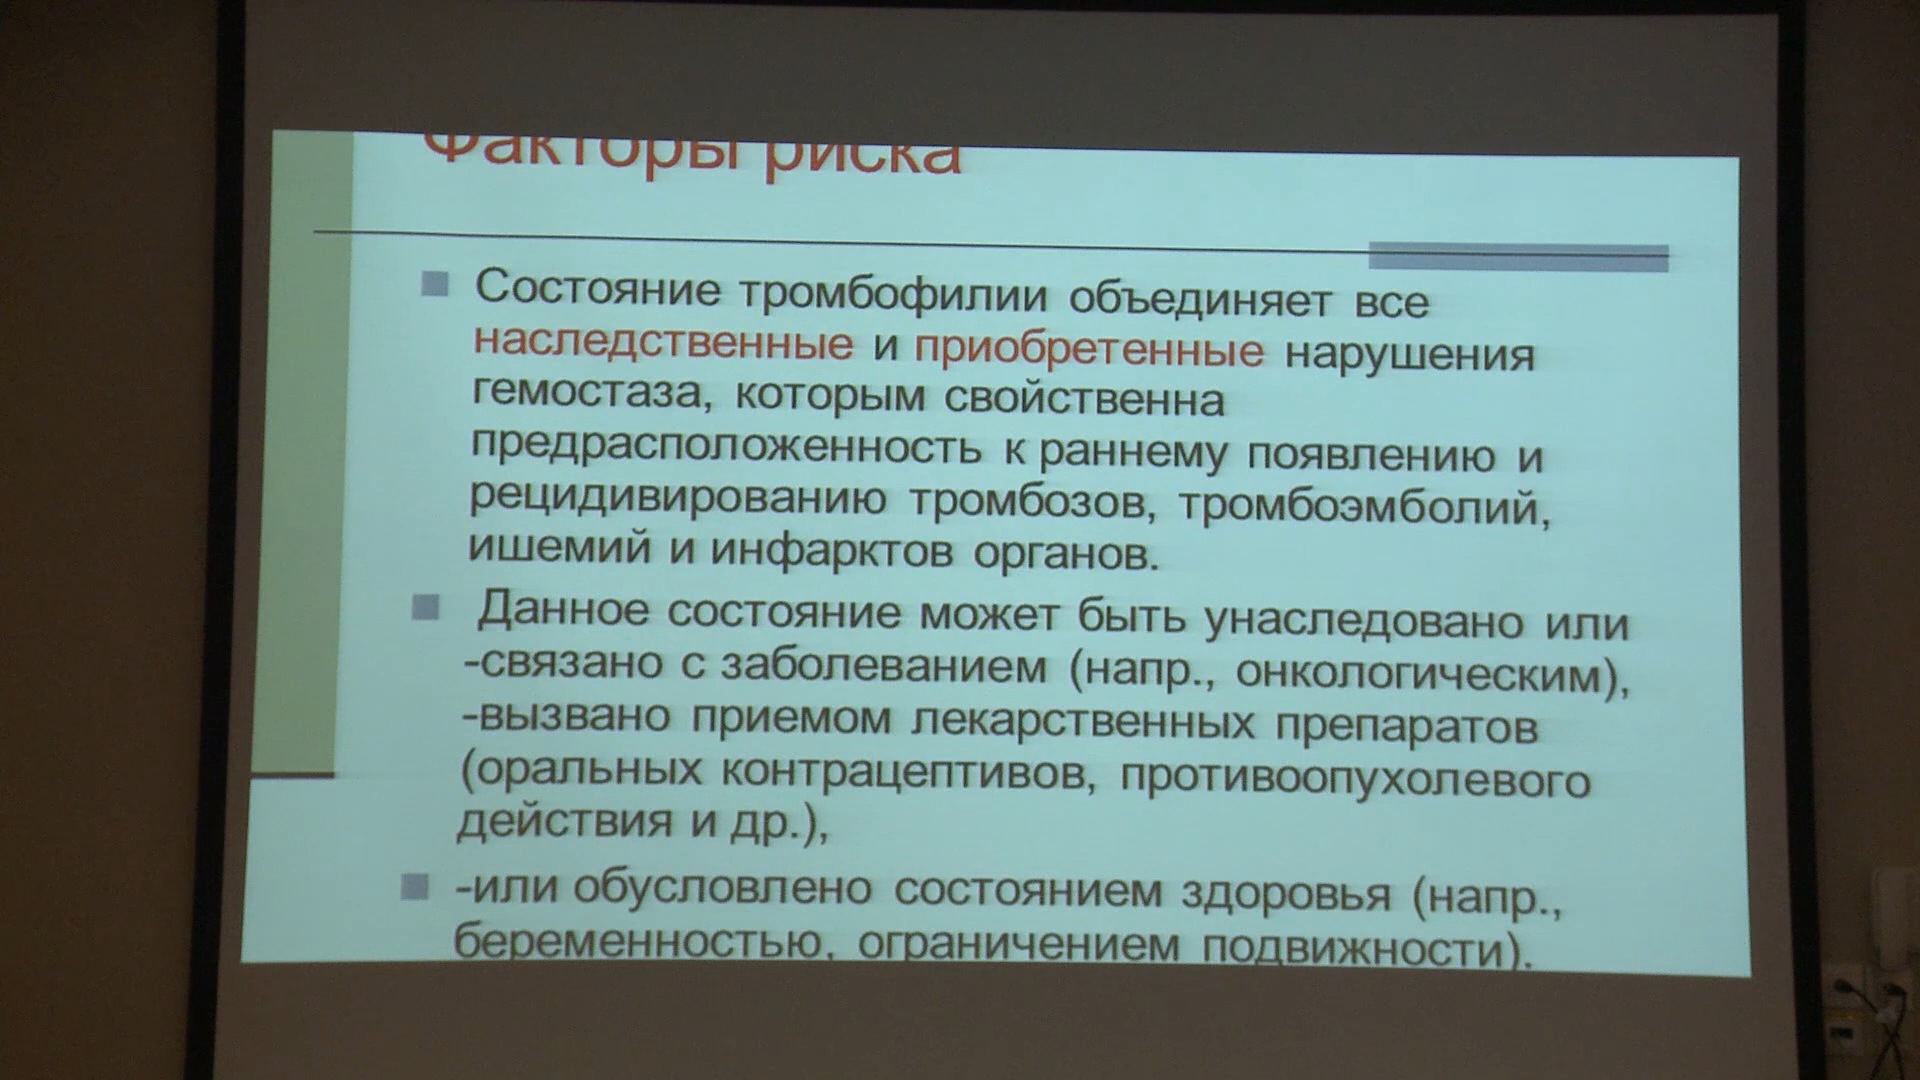 Факторы риска
Состояние тромбофилии объединяет все
наследственные и приобретенные нарушения
гемостаза, которым свойственна
предрасположенность к раннему появлению и
рецидивированию тромбозов, тромбоэмболий,
ишемий и инфарктов органов.
Данное состояние может быть унаследовано или
-связано с заболеванием (напр., онкологическим),
-вызвано приемом лекарственных препаратов
(оральных контрацептивов, противоопухолевого
действия и др.),
-или обусловлено состоянием здоровья (напр.,
беременностью, ограничением подвижности).